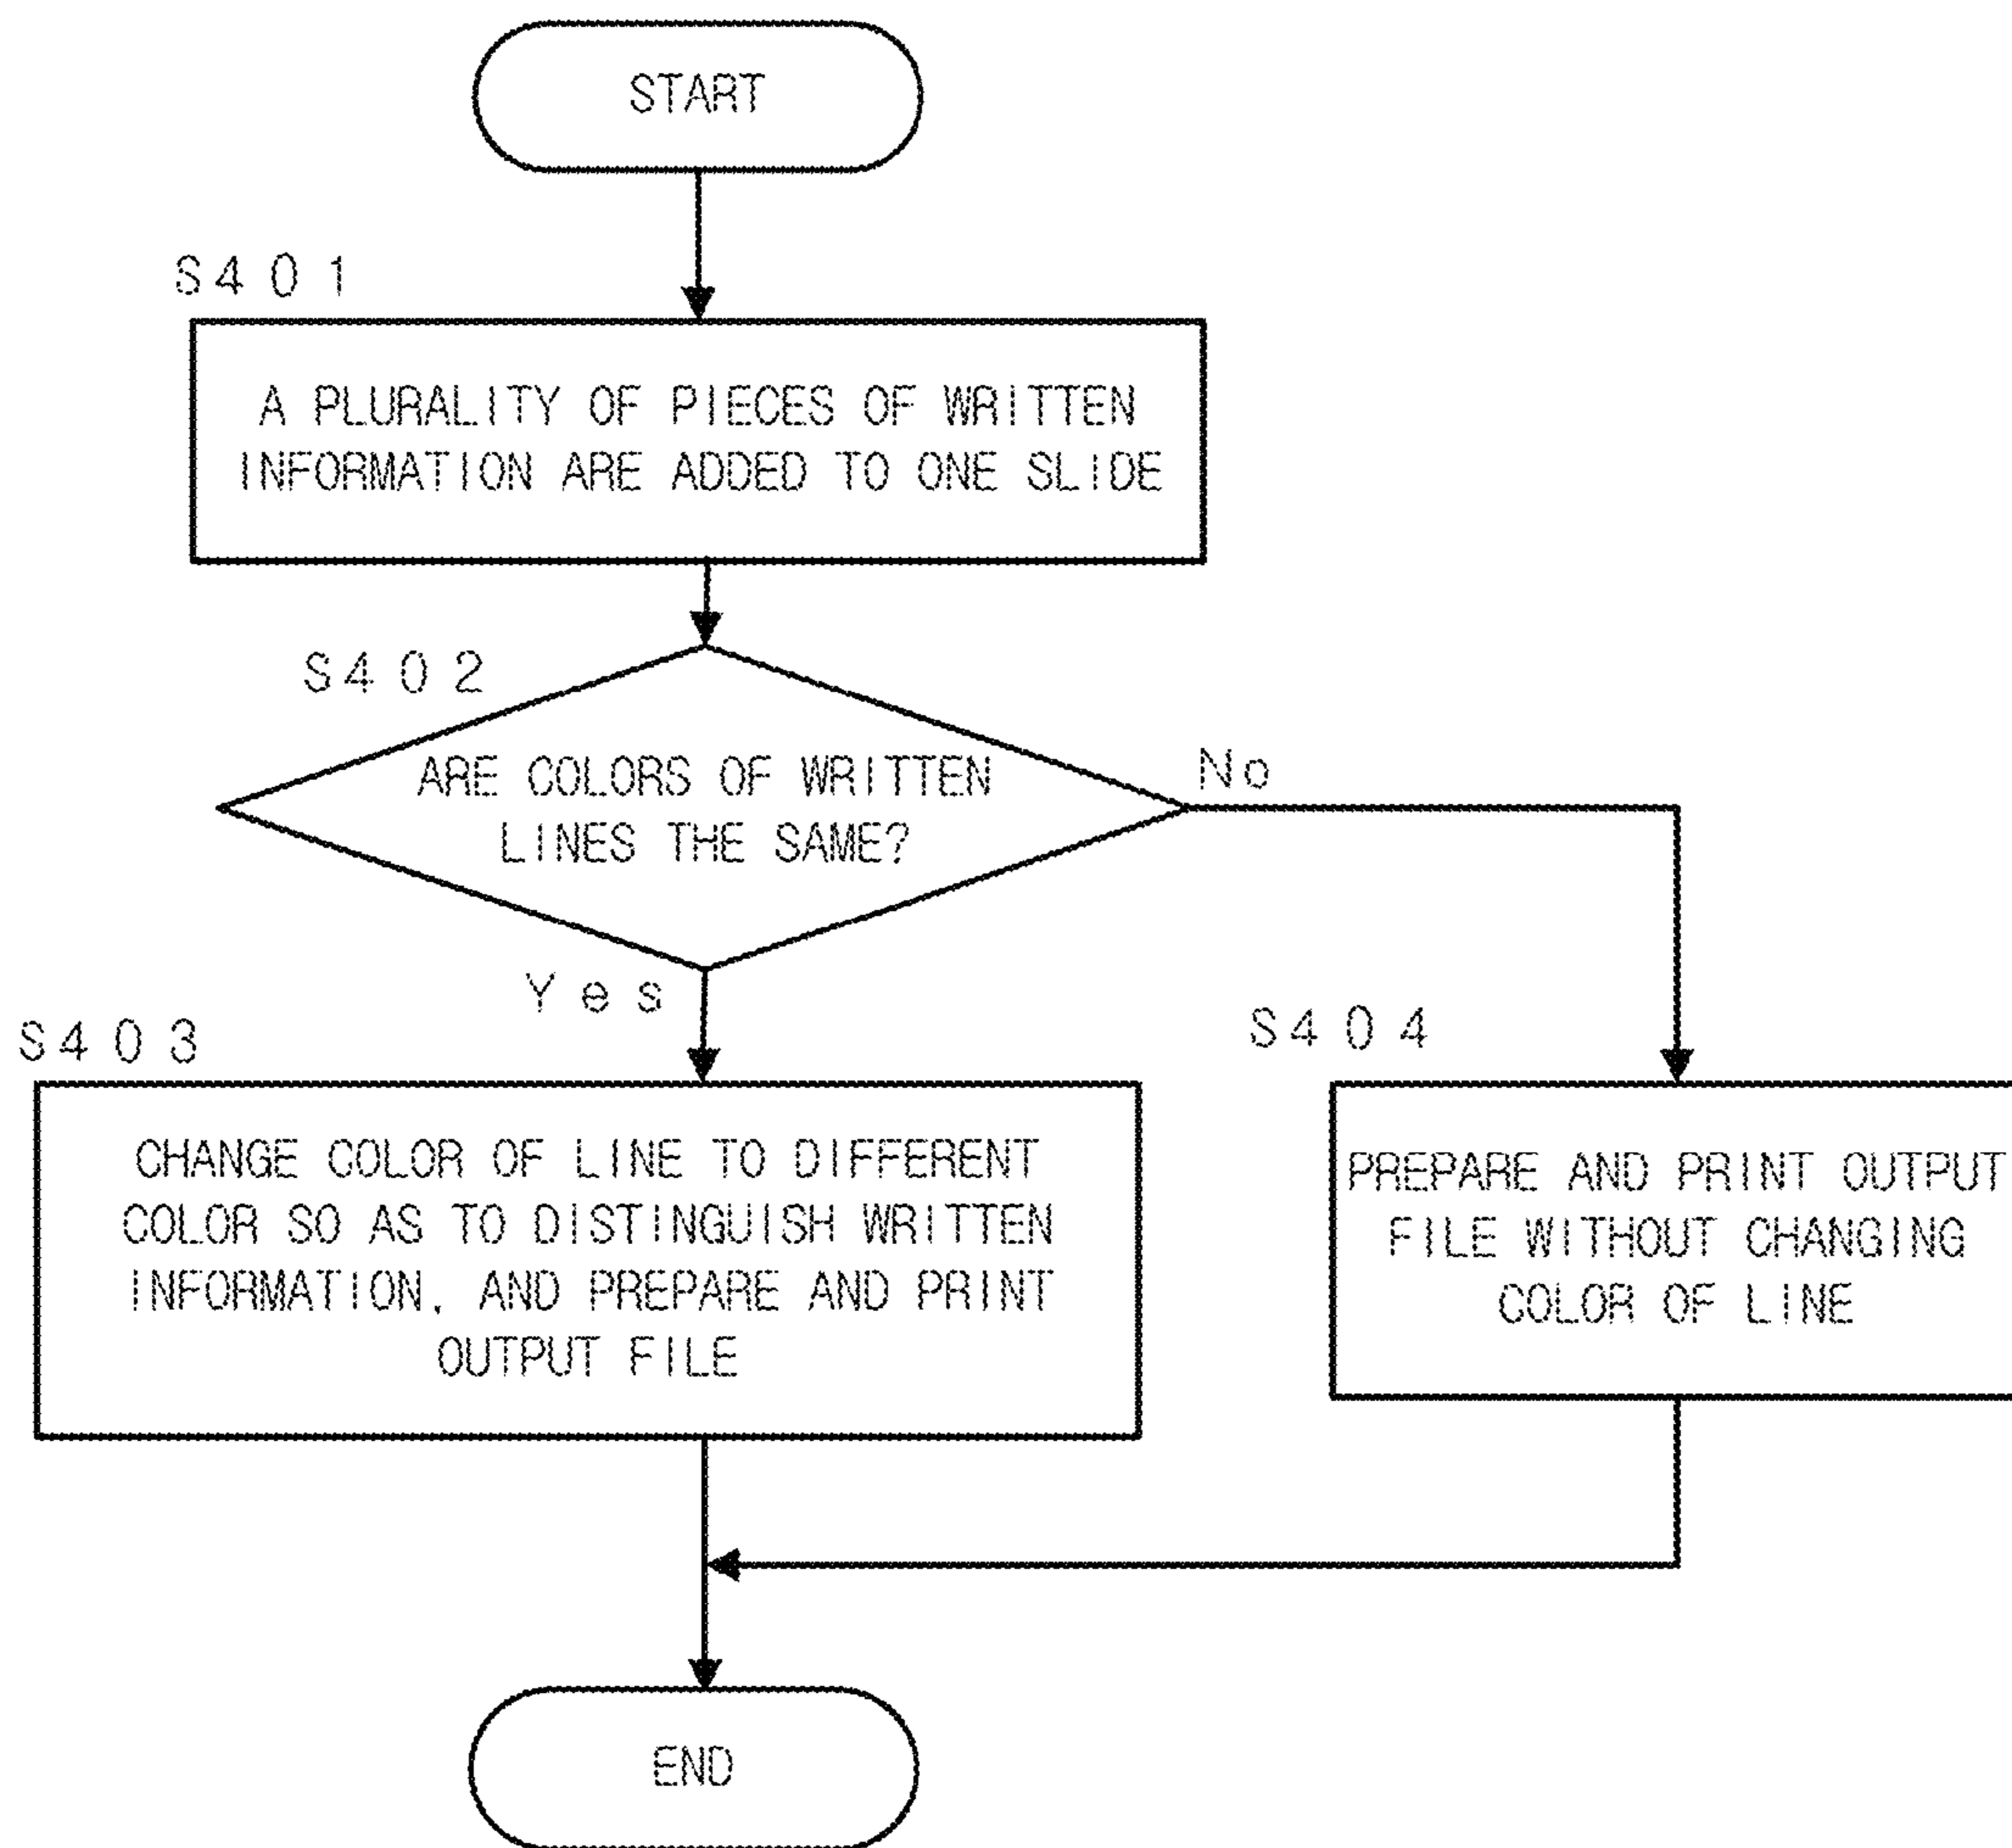 START
S401
A PLURALITY OF PIECES OF WRITTEN
INFORMATION ARE ADDED TO ONE SLIDE
S402
ARE COLORS OF WRITTEN
LINES THE SAME?
No
Yes
S403
CHANGE COLOR OF LINE TO DIFFERENT
COLOR SO AS TO DISTINGUISH WRITTEN
INFORMATION, AND PREPARE AND PRINT
OUTPUT FILE
S404
PREPARE AND PRINT OUTPUT
FILE WITHOUT CHANGING
COLOR OF LINE
END